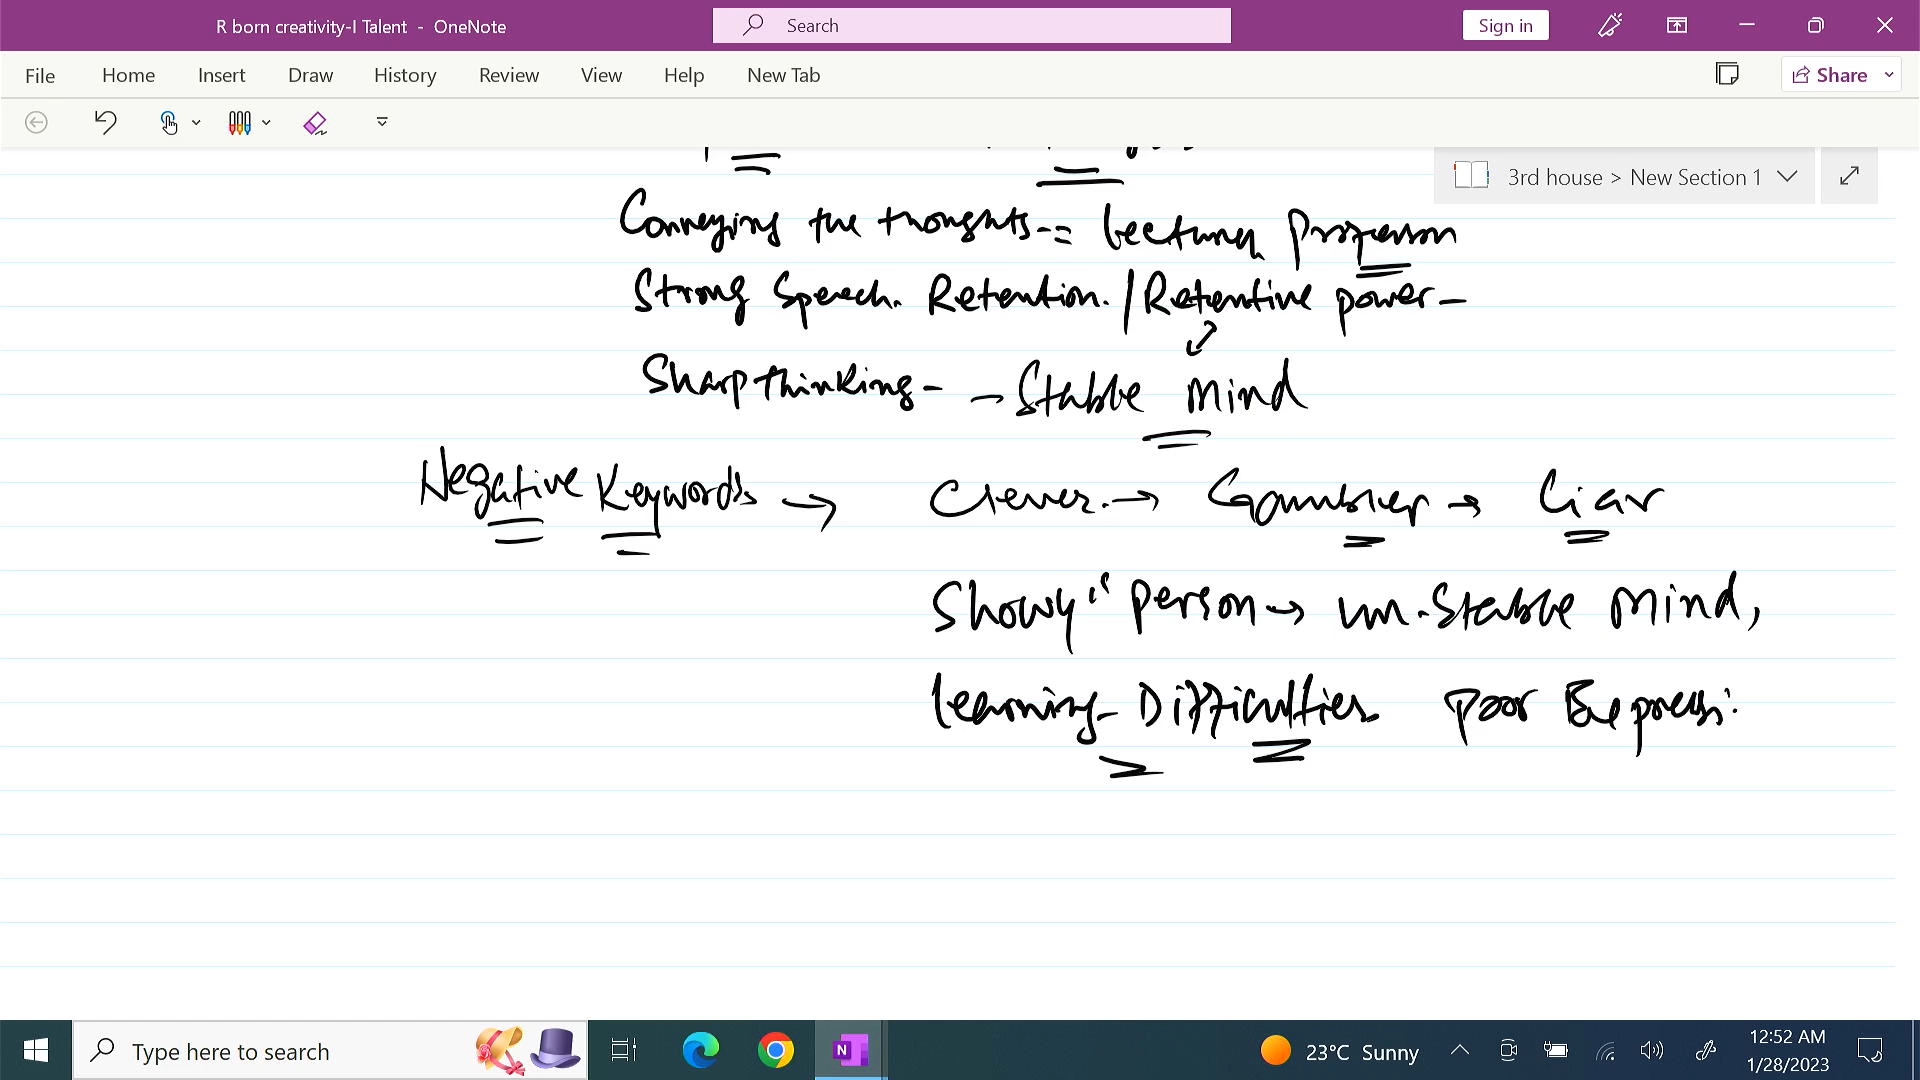 R born creativity-I Talent - OneNote
Search
Sign in
File Home Insert Draw History Review View Help New Tab
Share
3rd house > New Section 1
Conveying the thoughts -= Lecturer, Professor
Strong Speech. Retention. / Retentive power -
Sharp thinking - - Stable Mind
Negative Keywords → Clever. → Gambler → Liar
Showy" Person → un-Stable Mind,
learning - Difficulties poor Express:
Type here to search
23°C Sunny
12:52 AM
1/28/2023